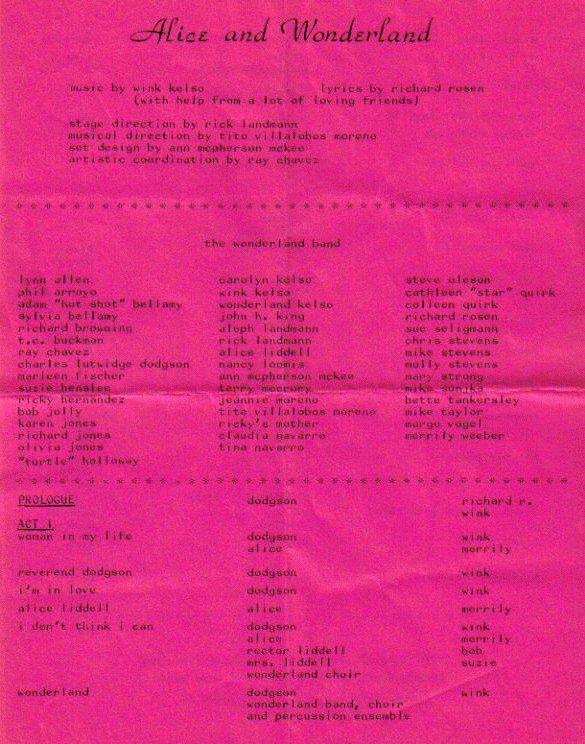 Alice and Wonderland
music by wink kelso lyrics by richard rosen
(with help from a lot of loving friends)
stage direction by rick landmann
musical direction by tito villalobos moreno
set design by ann mcpherson mckee
artistic coordination by ray chavez
* * * * * * * * * * * * * * * * * * * * * * * * * * * * * * * * * * * * * * * *
the wonderland band
lynn allen carolyn kelso steve oleson
phil arroyo wink kelso cathleen "star" quirk
adam "hot shot" bellamy wonderland kelso colleen quirk
sylvia bellamy john h. king richard rosen
richard browning aleph landmann sue seligmann
t.c. buckman rick landmann chris stevens
ray chavez alice liddell mike stevens
charles lutwidge dodgson nancy loomis molly stevens
marleen fischer ann mcpherson mckee mary strong
suzie henslee terry mccrory mike sunjka
ricky hernandez jeannie moreno bette tankersley
bob jolly tito villalobos moreno mike taylor
karen jones ricky's mother margo vogel
richard jones claudia navarro merrily weeber
olivia jones tina navarro
"turtle" holloway
* * * * * * * * * * * * * * * * * * * * * * * * * * * * * * * * * * * * * * * *
PROLOGUE dodgson richard r.
wink
ACT I
woman in my life dodgson wink
alice merrily
reverend dodgson dodgson wink
i'm in love dodgson wink
alice liddell alice merrily
i don't think i can dodgson wink
alice merrily
rector liddell bob
mrs. liddell suzie
wonderland choir
wonderland dodgson wink
wonderland band, choir
and percussion ensemble